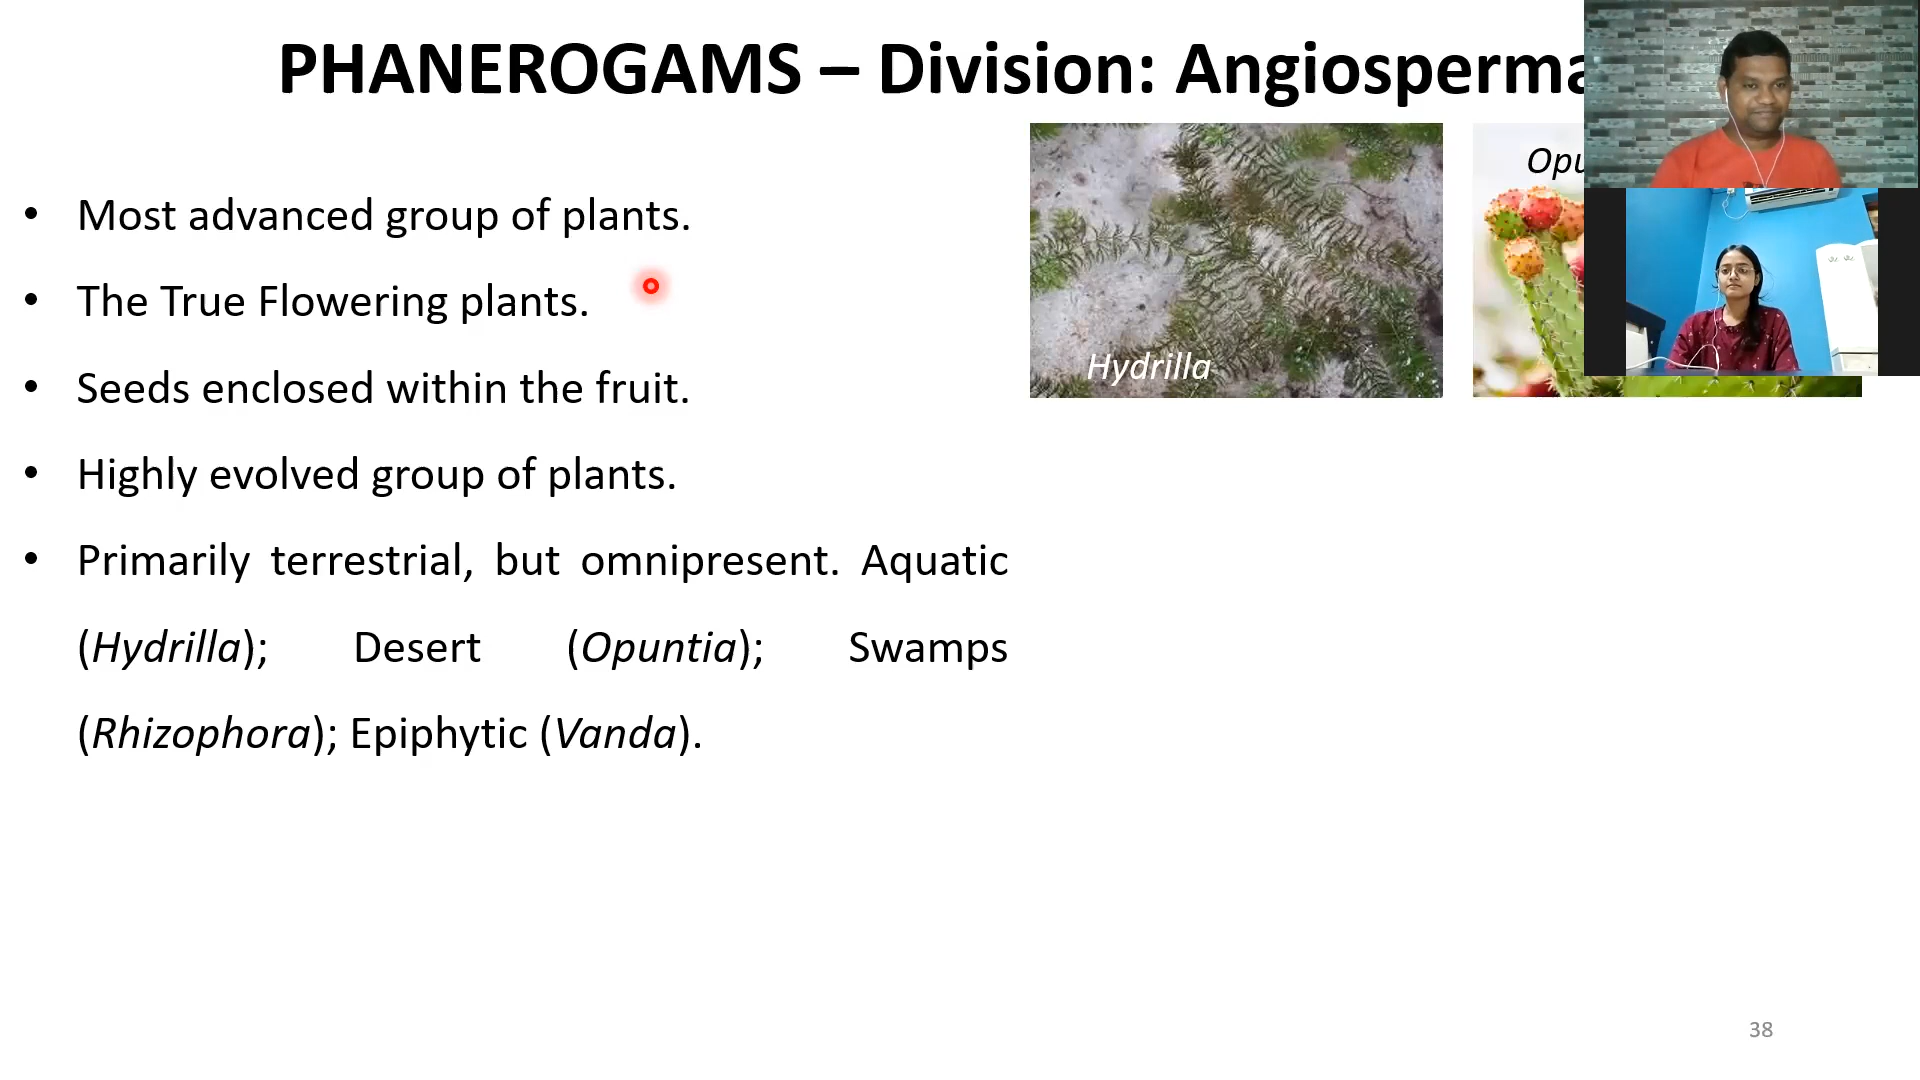 PHANEROGAMS – Division: Angiosperma
Opu
Hydrilla
• Most advanced group of plants.
• The True Flowering plants.
• Seeds enclosed within the fruit.
• Highly evolved group of plants.
• Primarily terrestrial, but omnipresent. Aquatic
(Hydrilla); Desert (Opuntia); Swamps
(Rhizophora); Epiphytic (Vanda).
38